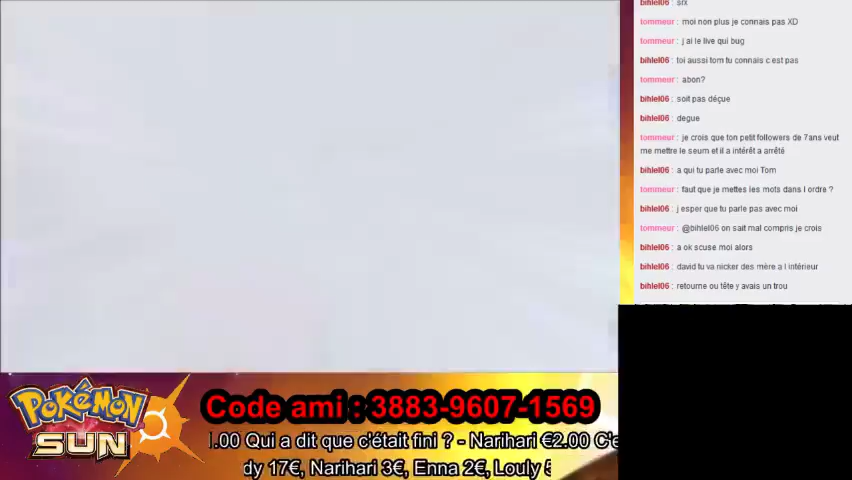 bihlel06 : srx
tommeur : moi non plus je connais pas XD
tommeur : j'ai le live qui bug
bihlel06 : toi aussi tom tu connais c est pas
tommeur : abon?
bihlel06 : soit pas déçue
bihlel06 : degue
tommeur : je crois que ton petit followers de 7ans veut
me mettre le seum et il a intérêt a arrêté
bihlel06 : a qui tu parle avec moi Tom
tommeur : faut que je mettes les mots dans l ordre ?
bihlel06 : j esper que tu parle pas avec moi
tommeur : @bihlel06 on sait mal compris je crois
bihlel06 : a ok scuse moi alors
bihlel06 : david tu va nicker des mère a l intérieur
bihlel06 : retourne ou tête y avais un trou
POKÉMON
SUN
Code ami : 3883-9607-1569
.00 Qui a dit que c'était fini ? - Narihari €2.00 C'e
dy 17€, Narihari 3€, Enna 2€, Louly